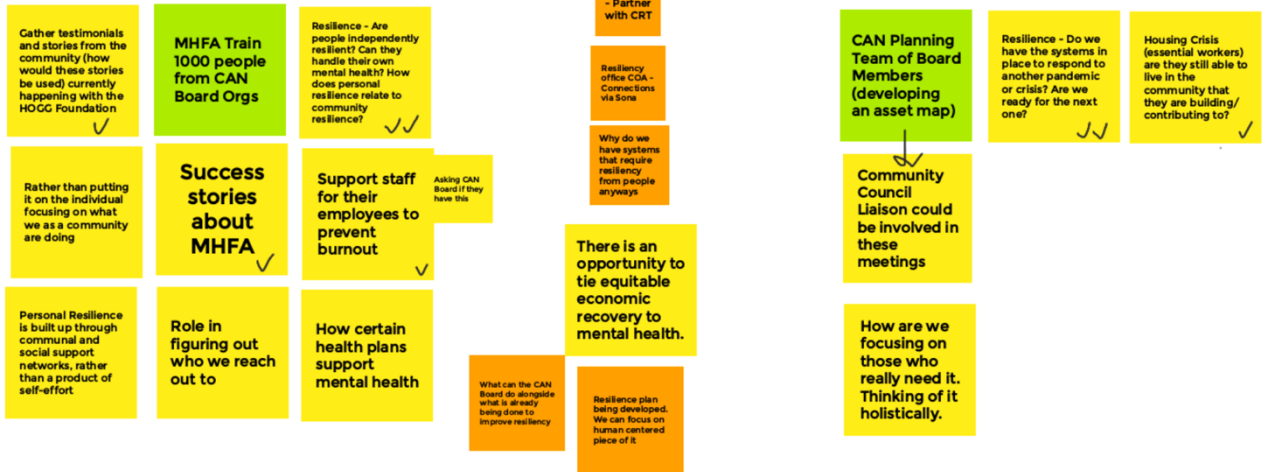 Gather testimonials
and stories from the
community (how
would these stories
be used) currently
happening with the
HOGG Foundation
MHFA Train
1000 people
from CAN
Board Orgs
Resilience - Are
people independently
resilient? Can they
handle their own
mental health? How
does personal
resilience relate to
community
resilience?
Rather than putting
it on the individual
focusing on what
we as a community
are doing
Success
stories
about
MHFA
Support staff
for their
employees to
prevent
burnout
Asking CAN
Board if they
have this
Personal Resilience
is built up through
communal and
social support
networks, rather
than a product of
self-effort
Role in
figuring out
who we reach
out to
How certain
health plans
support
mental health
- Partner
with CRT
Resiliency
office COA -
Connections
via Sona
Why do we
have systems
that require
resiliency
from people
anyways
There is an
opportunity to
tie equitable
economic
recovery to
mental health.
What can the CAN
Board do alongside
what is already
being done to
improve resiliency
Resilience plan
being developed.
We can focus on
human centered
piece of it
CAN Planning
Team of Board
Members
(developing
an asset map)
Resilience - Do we
have the systems in
place to respond to
another pandemic
or crisis? Are we
ready for the next
one?
Housing Crisis
(essential workers)
are they still able to
live in the
community that
they are building/
contributing to?
Community
Council
Liaison could
be involved in
these
meetings
How are we
focusing on
those who
really need it.
Thinking of it
holistically.